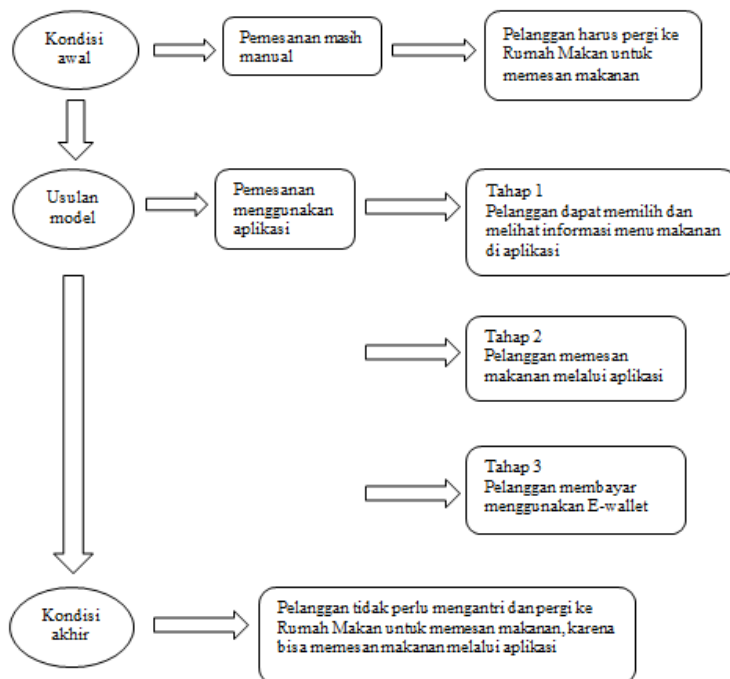 Kondisi
awal
Pemesanan masih
manual
Pelanggan harus pergi ke
Rumah Makan untuk
memesan makanan
Usulan
model
Pemesanan
menggunakan
aplikasi
Tahap 1
Pelanggan dapat memilih dan
melihat informasi menu makanan
di aplikasi
Tahap 2
Pelanggan memesan
makanan melalui aplikasi
Tahap 3
Pelanggan membayar
menggunakan E-wallet
Kondisi
akhir
Pelanggan tidak perlu mengantri dan pergi ke
Rumah Makan untuk memesan makanan, karena
bisa memesan makanan melalui aplikasi